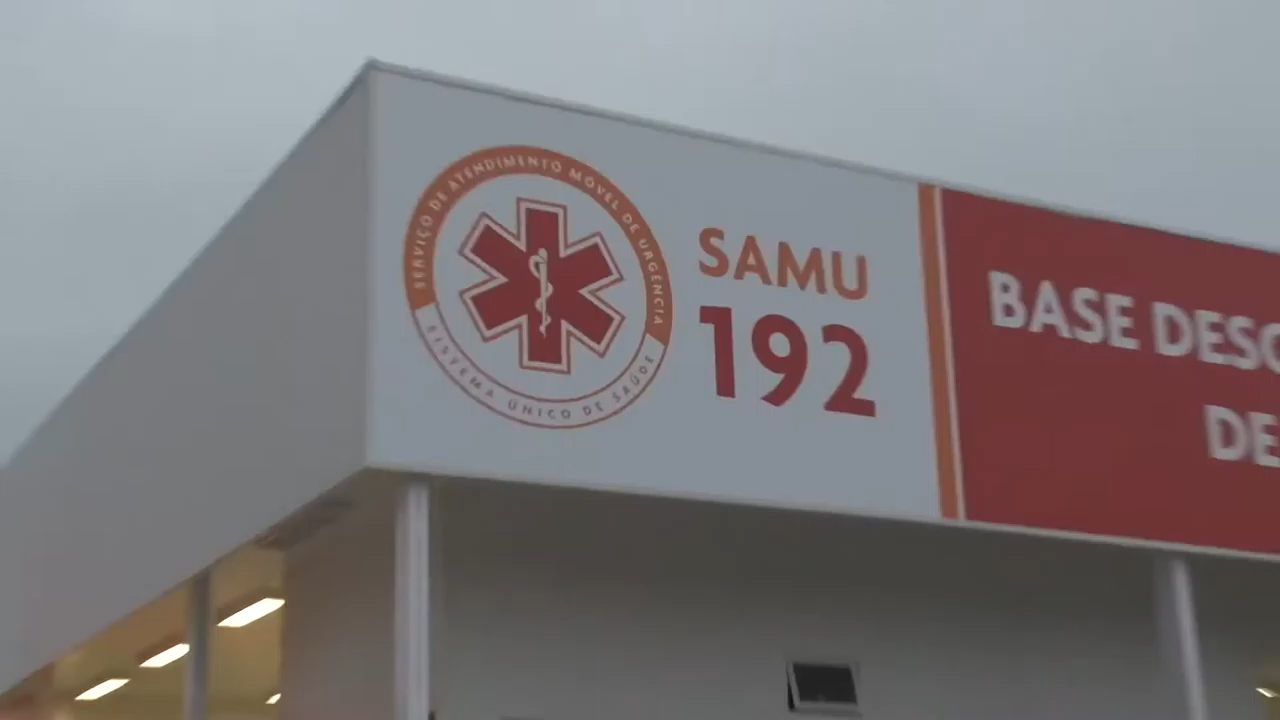 SERVIÇO DE ATENDIMENTO MÓVEL DE URGÊNCIA
SISTEMA ÚNICO DE SAÚDE
SAMU
192
BASE DESC
DE